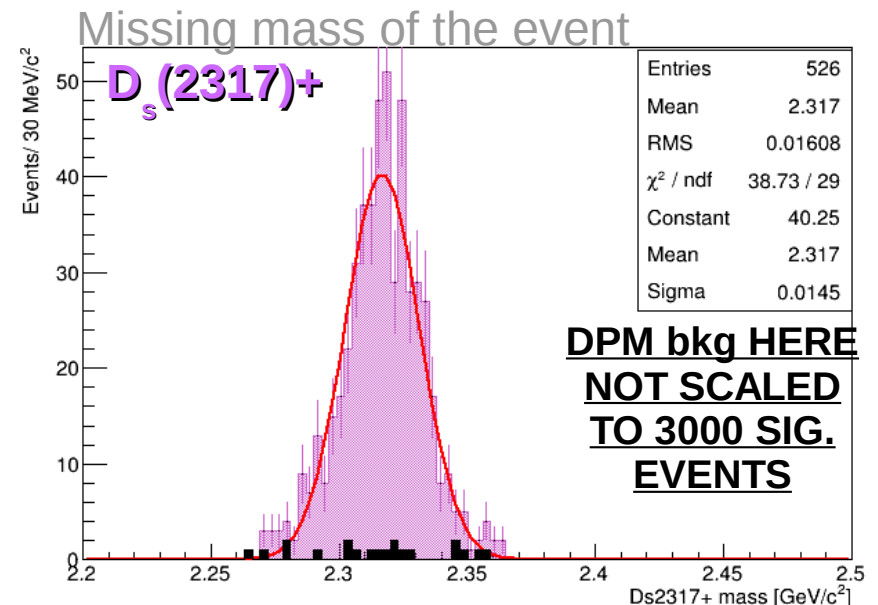 Missing mass of the event
Ds(2317)+
Events/ 30 MeV/c²
50
40
30
20
10
0
2.2 2.25 2.3 2.35 2.4 2.45 2.5
Ds2317+ mass [GeV/c²]
Entries 526
Mean 2.317
RMS 0.01608
χ² / ndf 38.73 / 29
Constant 40.25
Mean 2.317
Sigma 0.0145
DPM bkg HERE
NOT SCALED
TO 3000 SIG.
EVENTS